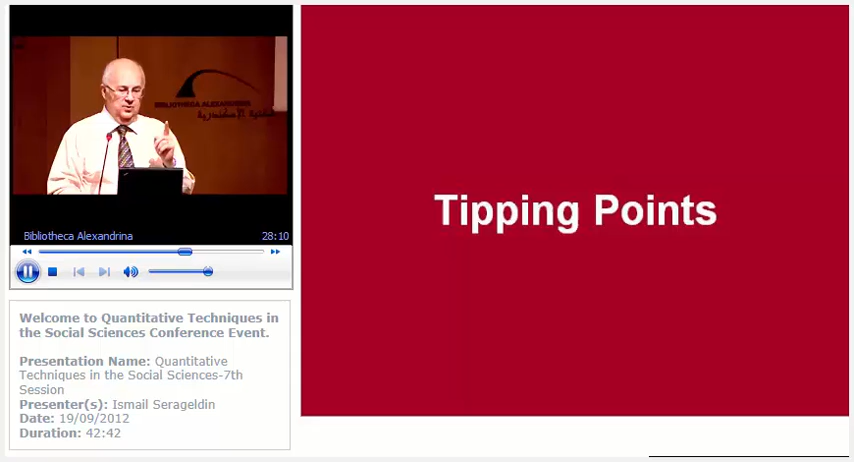 BIBLIOTHECA ALEXANDRINA
مكتبة الإسكندرية
Bibliotheca Alexandrina
28:10
Welcome to Quantitative Techniques in
the Social Sciences Conference Event.
Presentation Name: Quantitative
Techniques in the Social Sciences-7th
Session
Presenter(s): Ismail Serageldin
Date: 19/09/2012
Duration: 42:42
Tipping Points